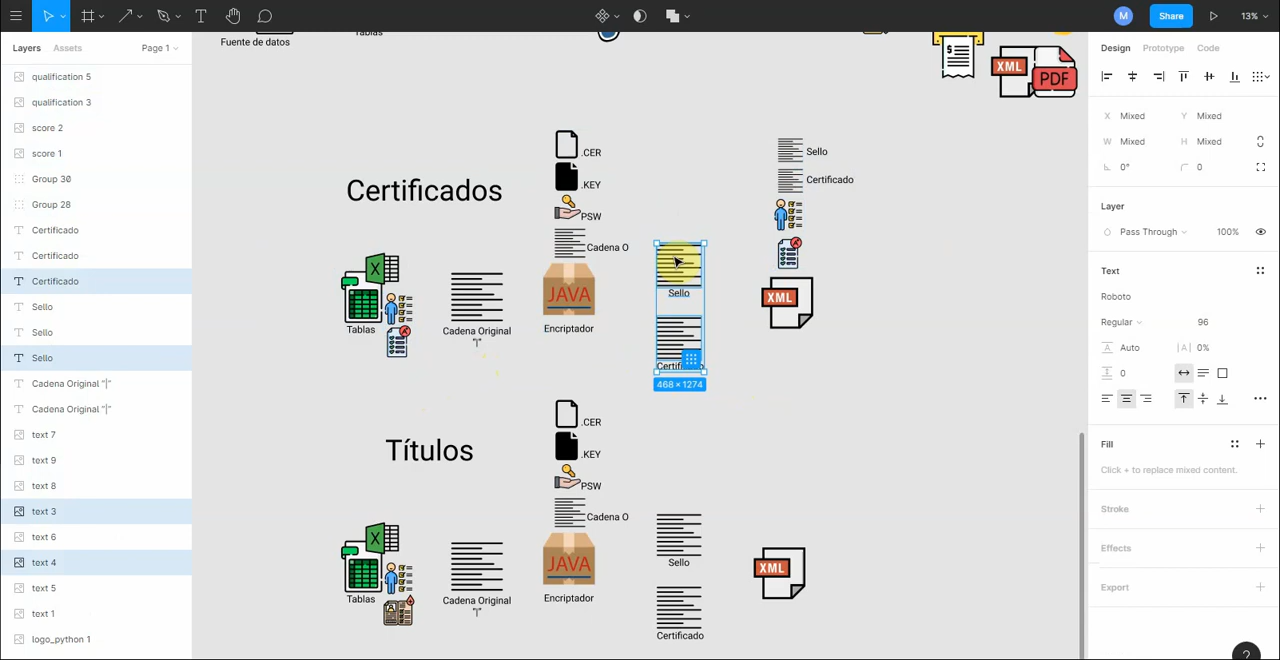 M
Share
13%
Layers
Assets
Page 1
qualification 5
qualification 3
score 2
score 1
Group 30
Group 28
Certificado
Certificado
Certificado
Sello
Sello
Sello
Cadena Original "|"
Cadena Original "|"
text 7
text 9
text 8
text 3
text 6
text 4
text 5
text 1
logo_python 1
Fuente de datos
Tablas
$
XML
PDF
Certificados
.CER
.KEY
PSW
Cadena O
X
Tablas
Cadena Original
"|"
JAVA
Encriptador
Sello
468 × 1274
Sello
Certificado
XML
Títulos
.CER
.KEY
PSW
Cadena O
X
Tablas
Cadena Original
"|"
JAVA
Encriptador
Sello
Certificado
XML
Design
Prototype
Code
X Mixed
Y Mixed
W Mixed
H Mixed
0°
0
Layer
Pass Through
100%
Text
Roboto
Regular
96
Auto
|A| 0%
0
Fill
Click + to replace mixed content.
Stroke
Effects
Export
?